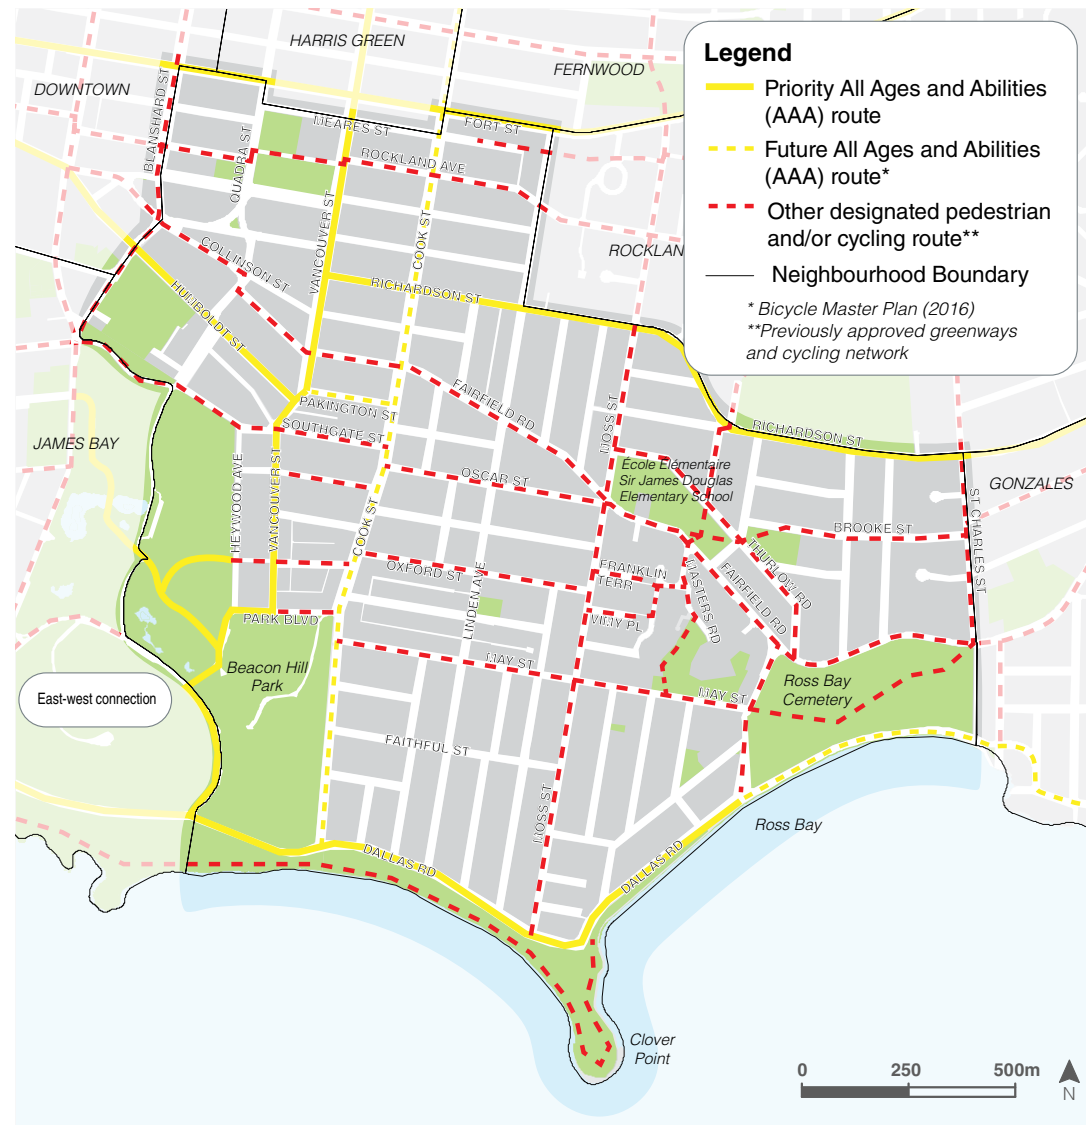 HARRIS GREEN
FERNWOOD
DOWNTOWN
Legend
Priority All Ages and Abilities
(AAA) route
Future All Ages and Abilities
(AAA) route*
Other designated pedestrian
and/or cycling route**
Neighbourhood Boundary
* Bicycle Master Plan (2016)
**Previously approved greenways
and cycling network
BLANSHARD ST
QUADRA ST
MEARES ST
FORT ST
ROCKLAND AVE
VANCOUVER ST
COOK ST
ROCKLAN
COLLINSON ST
RICHARDSON ST
HUMBOLDT ST
FAIRFIELD RD
PAKINGTON ST
SOUTHGATE ST
MOSS ST
RICHARDSON ST
JAMES BAY
HEYWOOD AVE
VANCOUVER ST
COOK ST
OSCAR ST
École Elémentaire
Sir James Douglas
Elementary School
GONZALES
ST CHARLES ST
BROOKE ST
THURLOW RD
FAIRFIELD RD
OXFORD ST
LINDEN AVE
FRANKLIN
TERR
MASTERS RD
VIMY PL
PARK BLVD
MAY ST
MAY ST
Beacon Hill
Park
Ross Bay
Cemetery
East-west connection
FAITHFUL ST
MOSS ST
DALLAS RD
DALLAS RD
Ross Bay
Clover
Point
0 250 500m
N